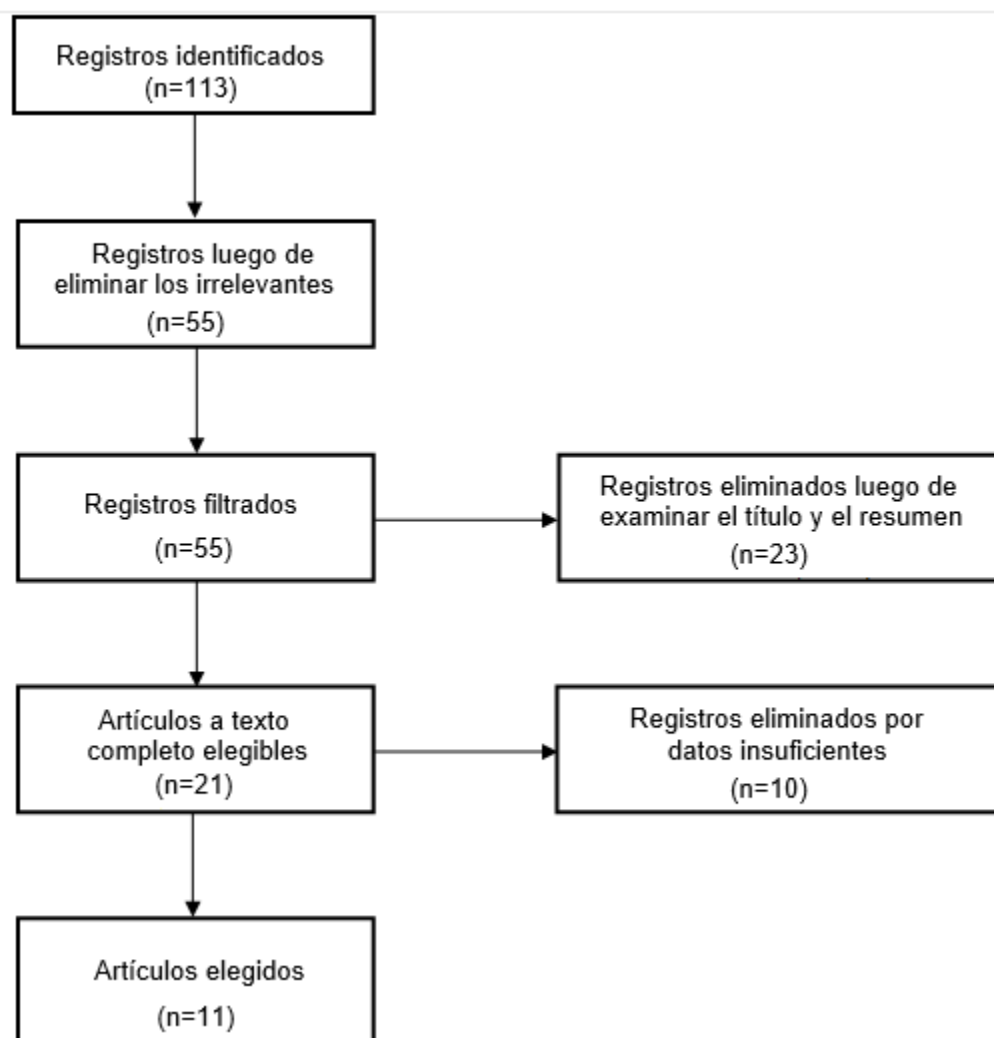 Registros identificados
(n=113)
Registros luego de
eliminar los irrelevantes
(n=55)
Registros filtrados
(n=55)
Registros eliminados luego de
examinar el título y el resumen
(n=23)
Artículos a texto
completo elegibles
(n=21)
Registros eliminados por
datos insuficientes
(n=10)
Artículos elegidos
(n=11)